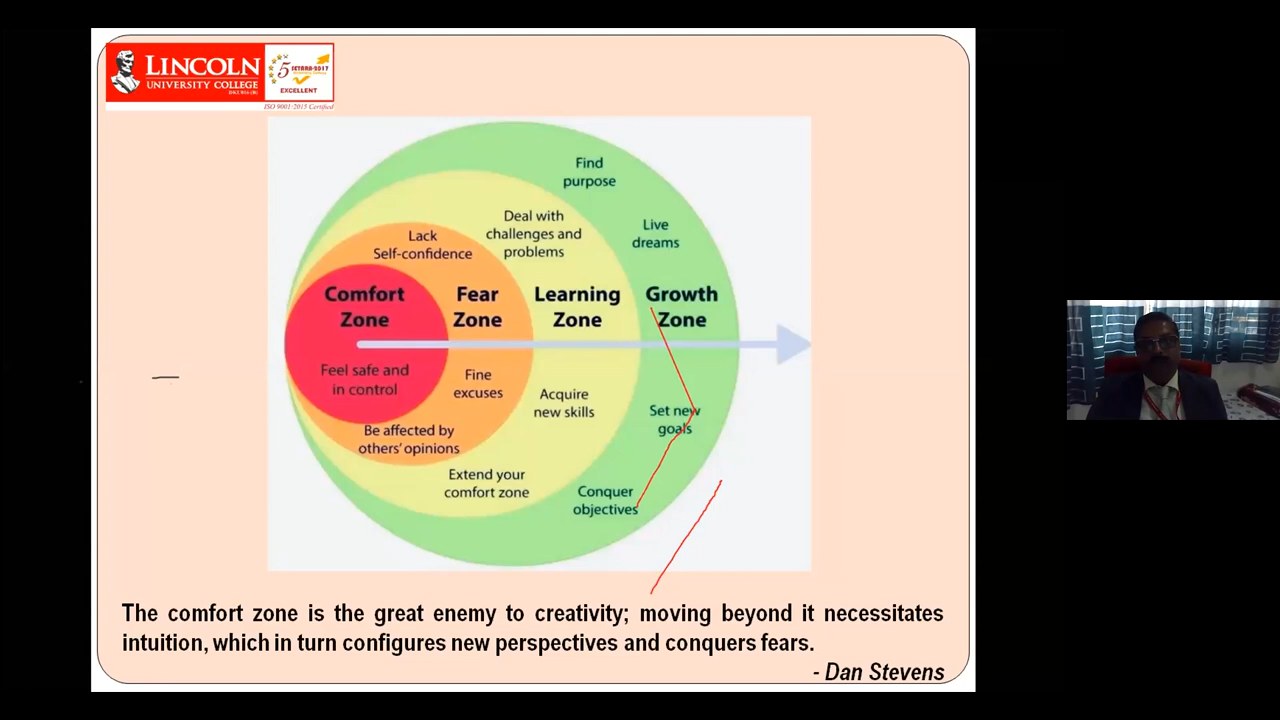 LINCOLN
UNIVERSITY COLLEGE
5
SETARA-2017
EXCELLENT
ISO 9001:2015 Certified
Find
purpose
Live
dreams
Deal with
challenges and
problems
Lack
Self-confidence
Comfort
Zone
Fear
Zone
Learning
Zone
Growth
Zone
Feel safe and
in control
Fine
excuses
Acquire
new skills
Set new
goals
Be affected by
others' opinions
Extend your
comfort zone
Conquer
objectives
The comfort zone is the great enemy to creativity; moving beyond it necessitates
intuition, which in turn configures new perspectives and conquers fears.
- Dan Stevens